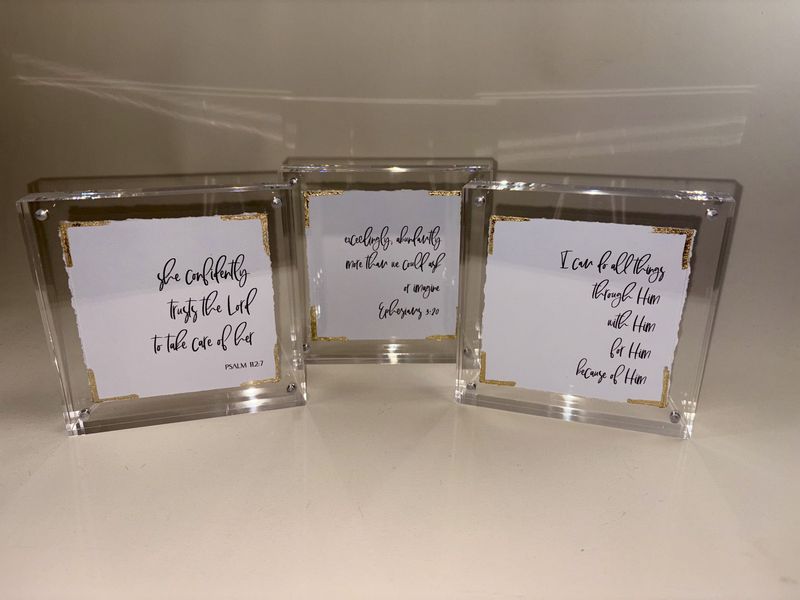 she confidently
trusts the Lord
to take care of her
PSALM 112:7
exceedingly, abundantly
more than we could ask
or imagine
Ephesians 3:20
I can do all things
through Him
with Him
for Him
because of Him